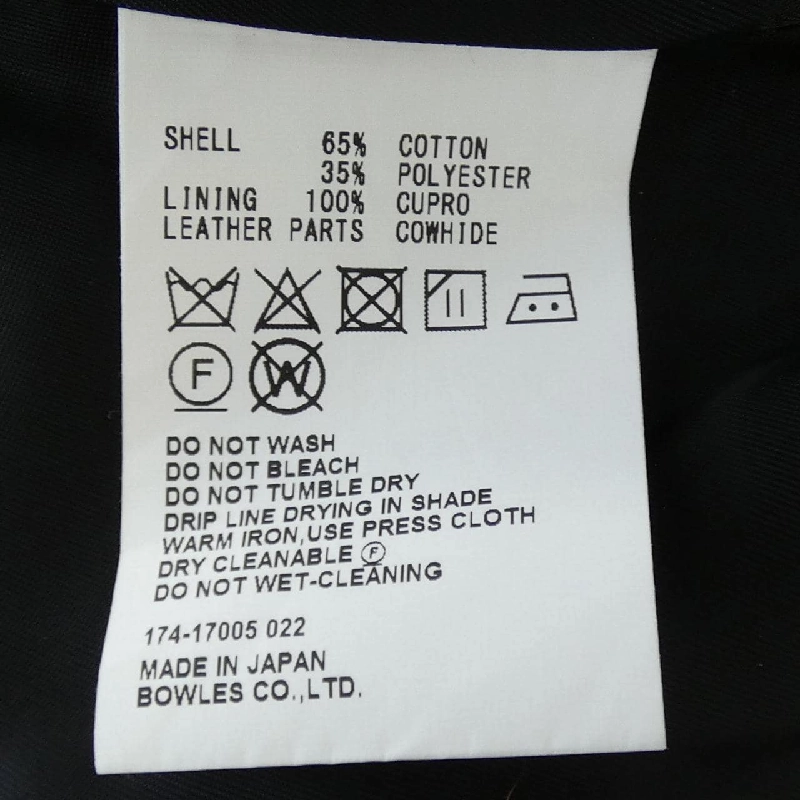 SHELL 65% COTTON
35% POLYESTER
LINING 100% CUPRO
LEATHER PARTS COWHIDE
F W
DO NOT WASH
DO NOT BLEACH
DO NOT TUMBLE DRY
DRIP LINE DRYING IN SHADE
WARM IRON,USE PRESS CLOTH
DRY CLEANABLE Ⓕ
DO NOT WET-CLEANING
174-17005 022
MADE IN JAPAN
BOWLES CO.,LTD.